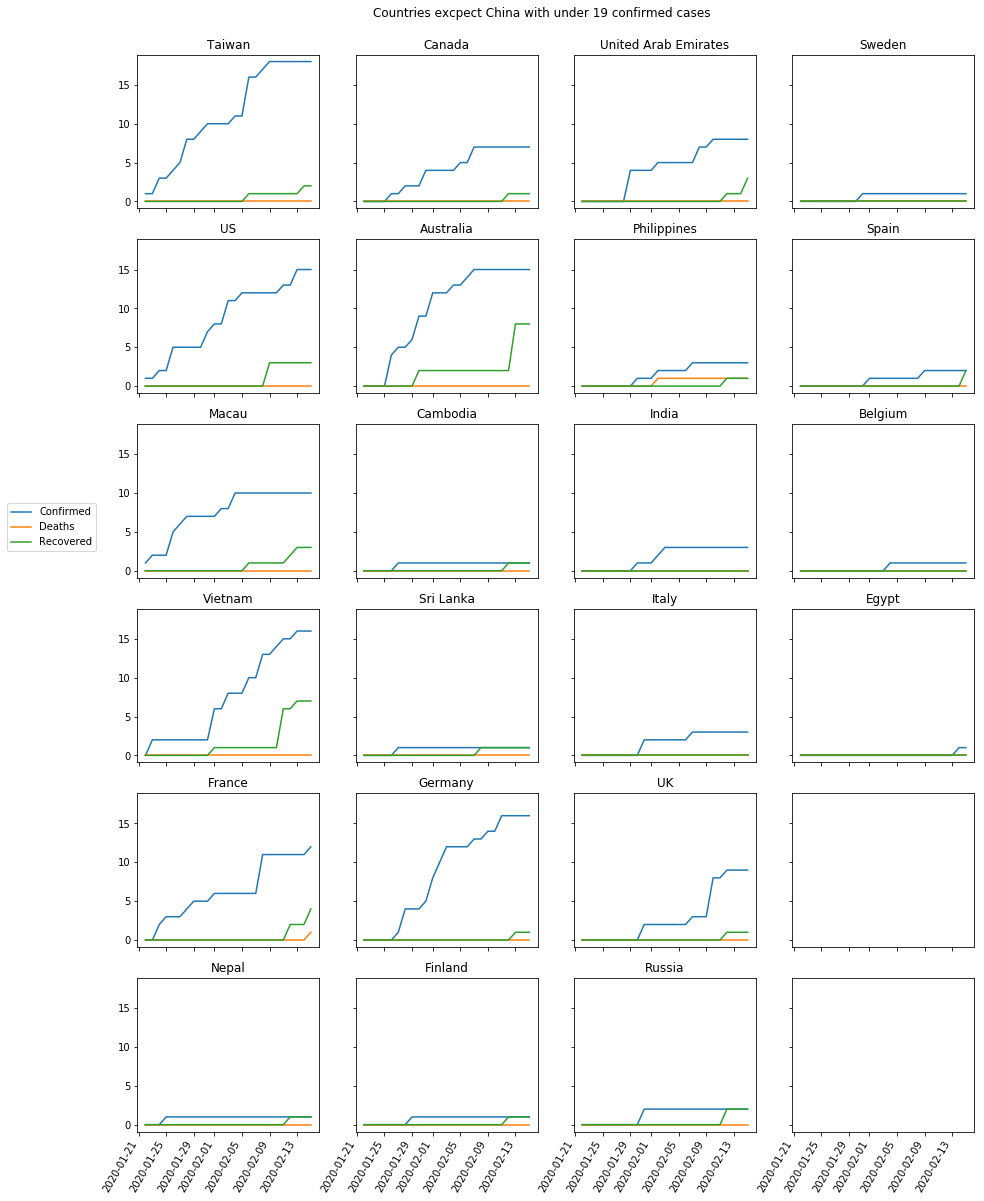 Countries excpect China with under 19 confirmed cases
Taiwan
Canada
United Arab Emirates
Sweden
15
10
5
0
US
Australia
Philippines
Spain
15
10
5
0
Macau
Cambodia
India
Belgium
15
10
5
0
Confirmed
Deaths
Recovered
Vietnam
Sri Lanka
Italy
Egypt
15
10
5
0
France
Germany
UK
15
10
5
0
Nepal
Finland
Russia
15
10
5
0
2020-01-21
2020-01-25
2020-01-29
2020-02-01
2020-02-05
2020-02-09
2020-02-13
2020-01-21
2020-01-25
2020-01-29
2020-02-01
2020-02-05
2020-02-09
2020-02-13
2020-01-21
2020-01-25
2020-01-29
2020-02-01
2020-02-05
2020-02-09
2020-02-13
2020-01-21
2020-01-25
2020-01-29
2020-02-01
2020-02-05
2020-02-09
2020-02-13